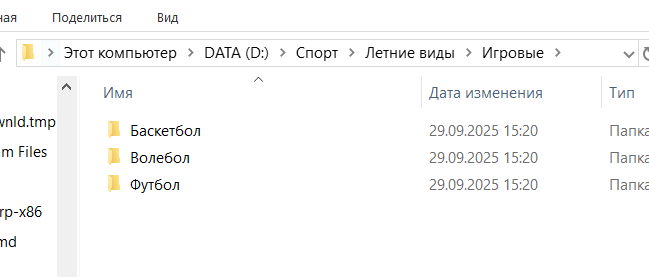 ная Поделиться Вид
Этот компьютер > DATA (D:) > Спорт > Летние виды > Игровые >
Имя Дата изменения Тип
wnld.tmp
m Files
rp-x86
md
Баскетбол 29.09.2025 15:20 Папка
Волебол 29.09.2025 15:20 Папка
Футбол 29.09.2025 15:20 Папка